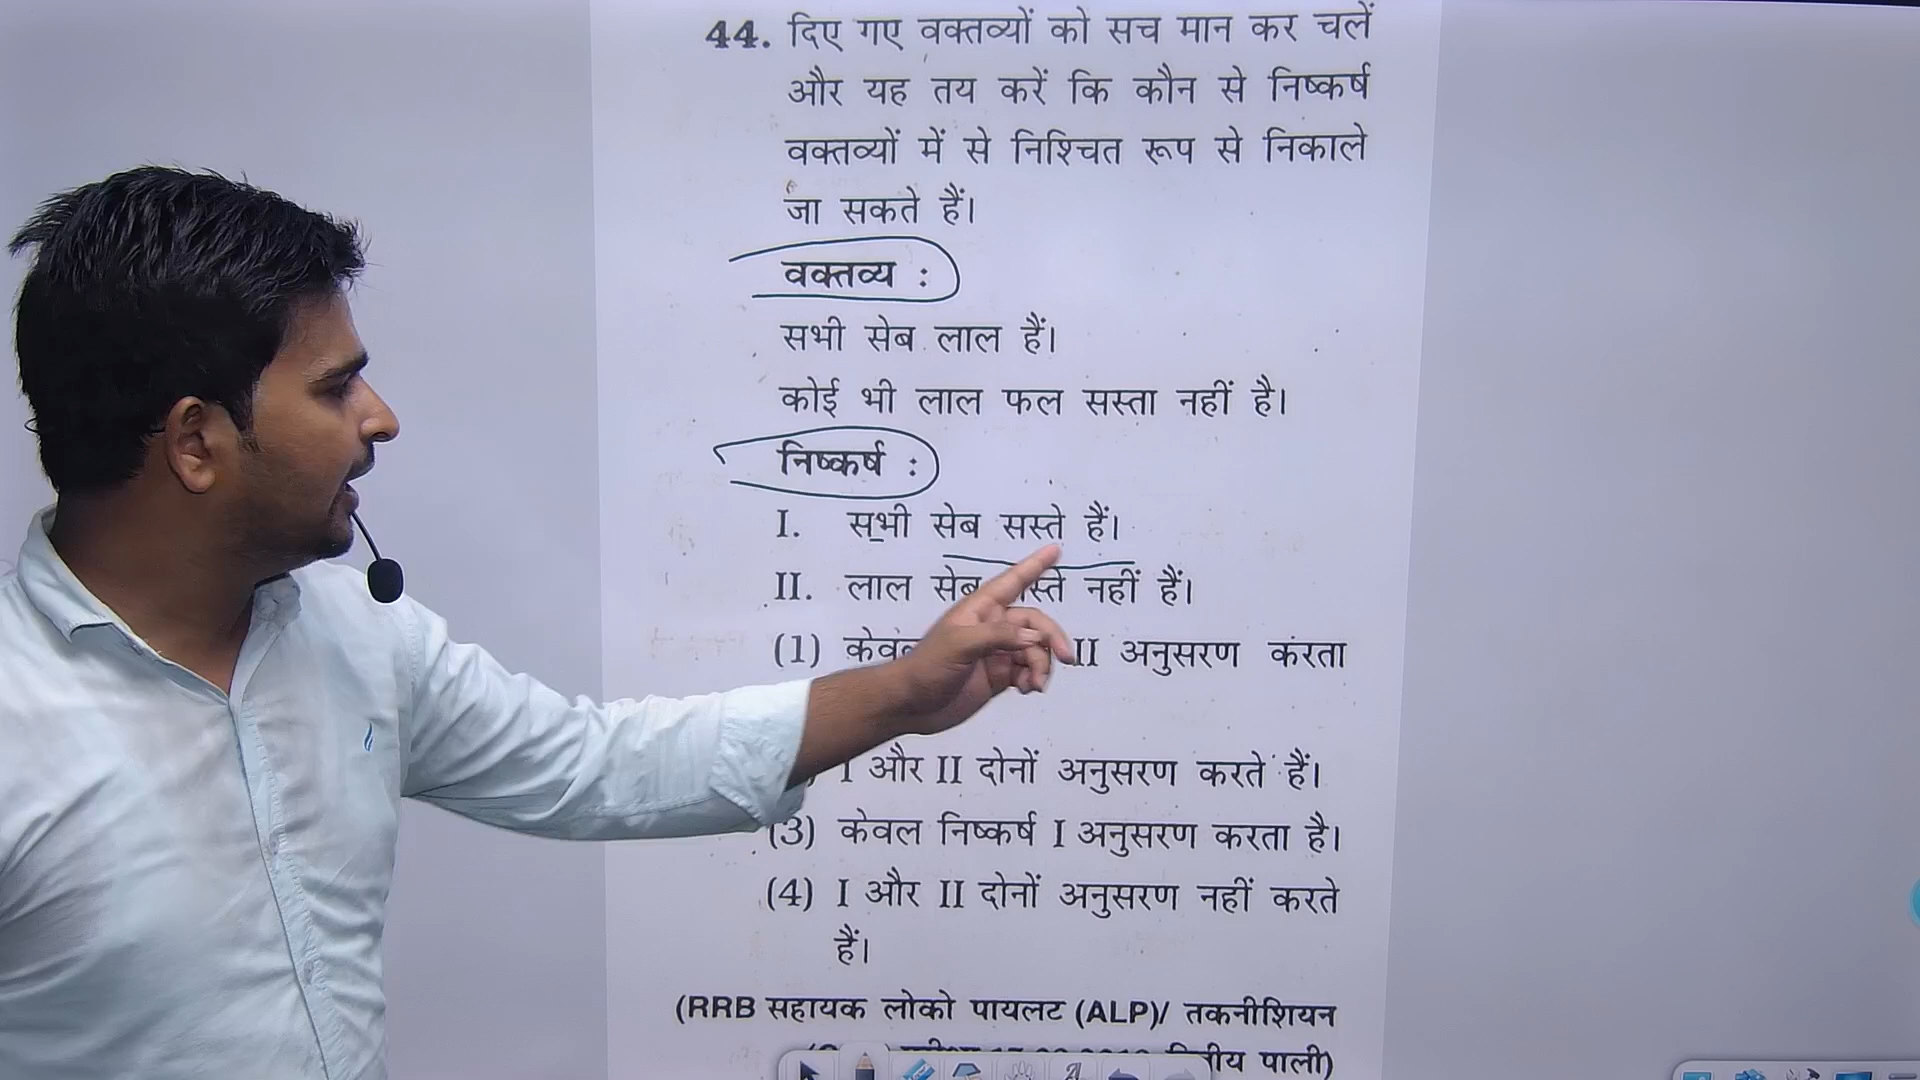 44. दिए गए वक्तव्यों को सच मान कर चलें
और यह तय करें कि कौन से निष्कर्ष
वक्तव्यों में से निश्चित रूप से निकाले
जा सकते हैं।
वक्तव्य :
सभी सेब लाल हैं।
कोई भी लाल फल सस्ता नहीं है।
निष्कर्ष :
I. सभी सेब सस्ते हैं।
II. लाल सेब नहीं हैं।
(1) II अनुसरण करता
I और II दोनों अनुसरण करते हैं।
(3) केवल निष्कर्ष I अनुसरण करता है।
(4) I और II दोनों अनुसरण नहीं करते
हैं।
(RRB सहायक लोको पायलट (ALP)/ तकनीशियन
पाली)